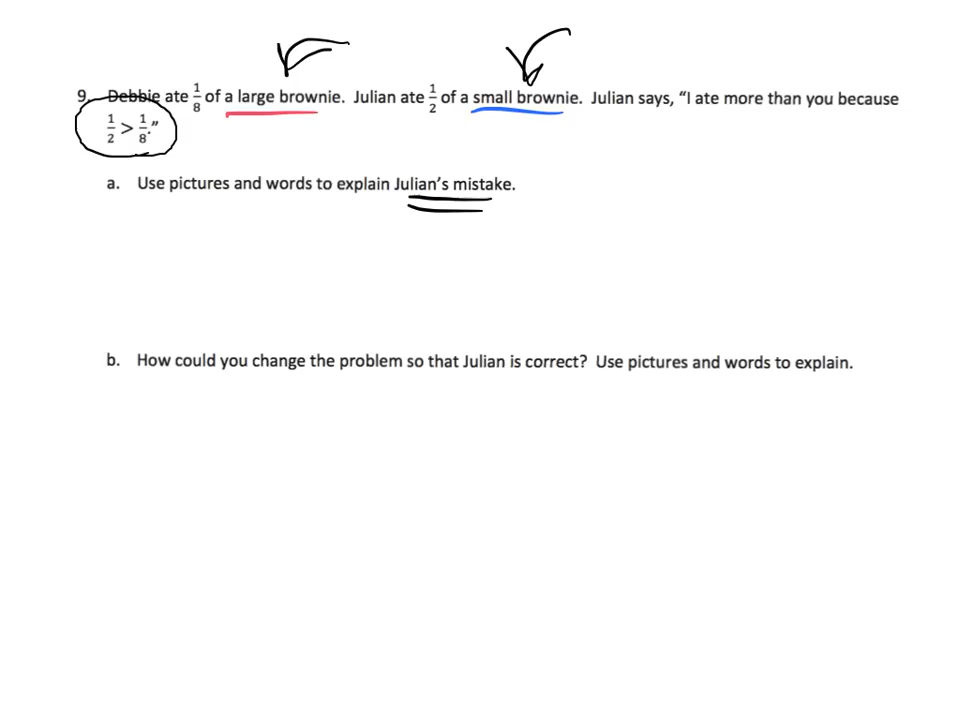 9. Debbie ate 1/8 of a large brownie. Julian ate 1/2 of a small brownie. Julian says, "I ate more than you because
1/2 > 1/8."
a. Use pictures and words to explain Julian's mistake.
b. How could you change the problem so that Julian is correct? Use pictures and words to explain.